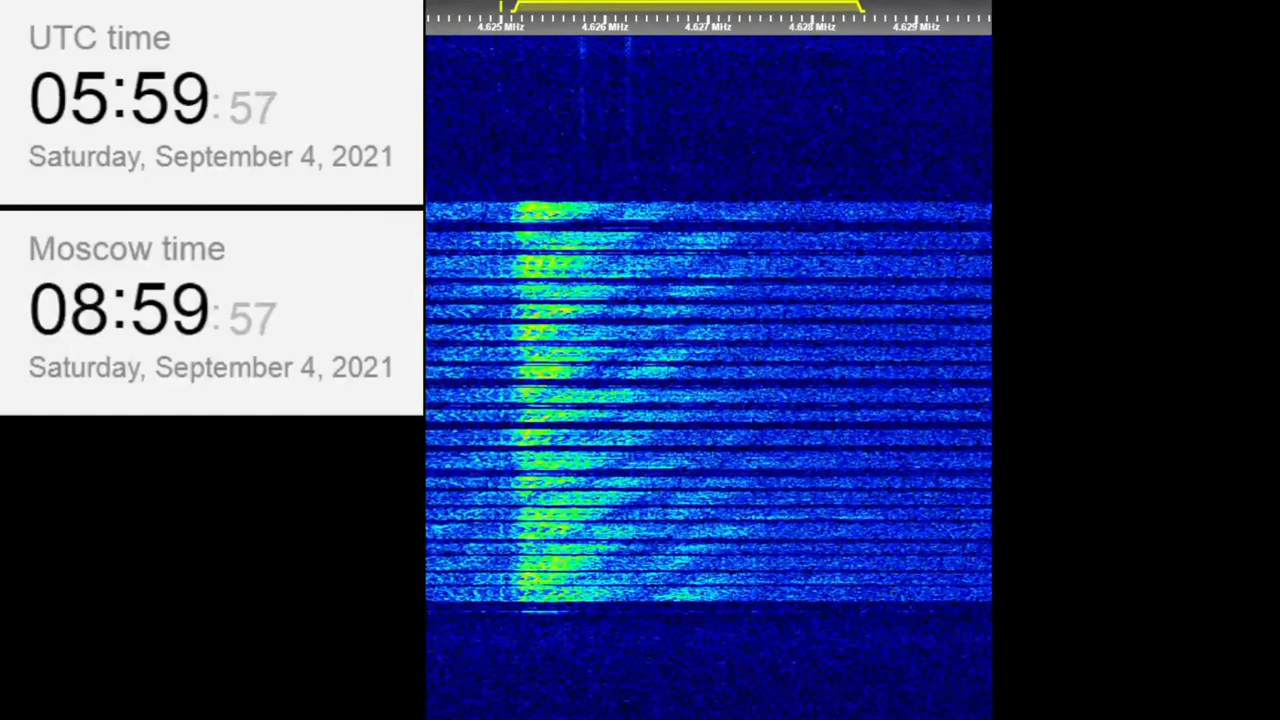 UTC time
05:59:57
Saturday, September 4, 2021
Moscow time
08:59:57
Saturday, September 4, 2021
4.625 MHz 4.626 MHz 4.627 MHz 4.628 MHz 4.629 MHz